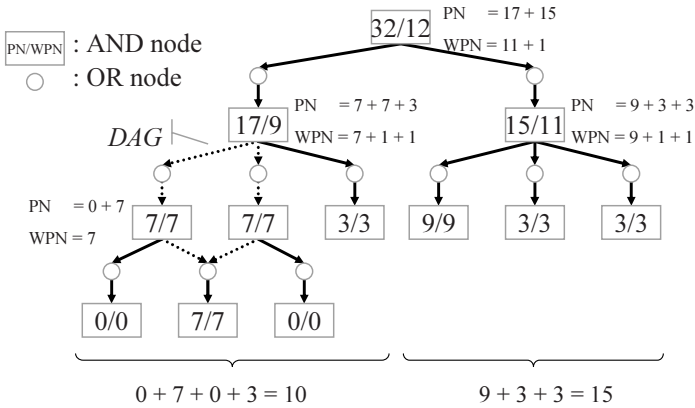 PN/WPN : AND node
: OR node
32/12
PN = 17 + 15
WPN = 11 + 1
DAG
17/9
PN = 7 + 7 + 3
WPN = 7 + 1 + 1
15/11
PN = 9 + 3 + 3
WPN = 9 + 1 + 1
PN = 0 + 7
WPN = 7
7/7 7/7 3/3 9/9 3/3 3/3
0/0 7/7 0/0
0 + 7 + 0 + 3 = 10 9 + 3 + 3 = 15